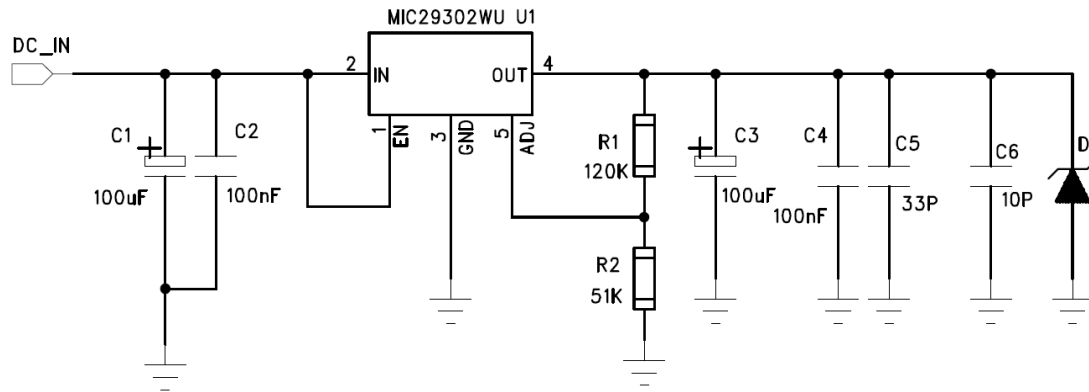 MIC29302WU U1
DC_IN
2
IN
OUT
4
1
EN
3
GND
5
ADJ
C1
+
100uF
C2
100nF
R1
120K
R2
51K
+
C3
100uF
C4
100nF
C5
33P
C6
10P
D